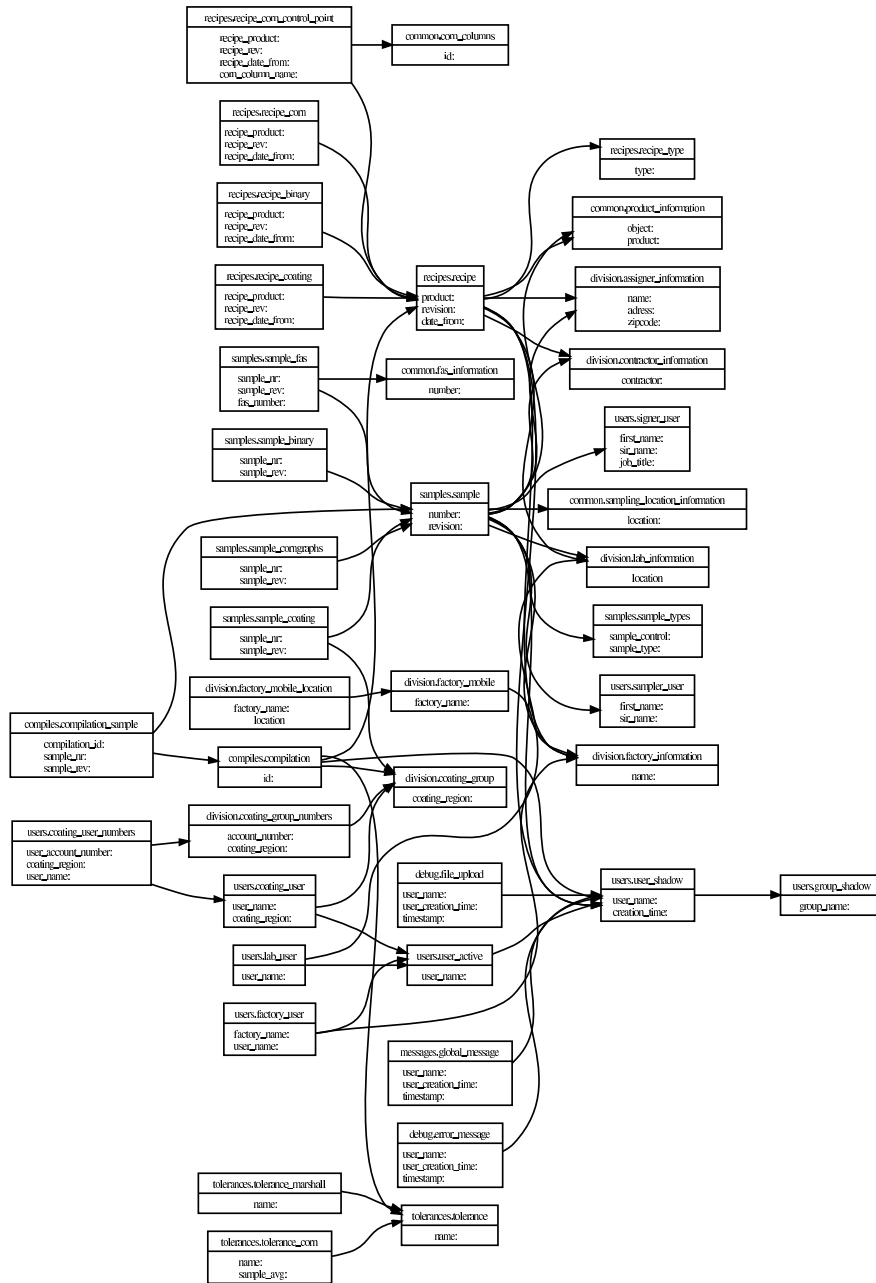 recipes.recipe_corn_control_point
recipe_product:
recipe_rev:
recipe_date_from:
corn_column_name:
common.corn_columns
id:
recipes.recipe_corn
recipe_product:
recipe_rev:
recipe_date_from:
recipes.recipe_type
type:
recipes.recipe_binary
recipe_product:
recipe_rev:
recipe_date_from:
common.product_information
object:
product:
recipes.recipe_coating
recipe_product:
recipe_rev:
recipe_date_from:
recipes.recipe
product:
revision:
date_from:
division.assigner_information
name:
adress:
zipcode:
samples.sample_fas
sample_nr:
sample_rev:
fas_number:
common.fas_information
number:
division.contractor_information
contractor:
samples.sample_binary
sample_nr:
sample_rev:
users.signer_user
first_name:
sir_name:
job_title:
samples.sample
number:
revision:
common.sampling_location_information
location:
samples.sample_corngraphs
sample_nr:
sample_rev:
division.lab_information
location
samples.sample_coating
sample_nr:
sample_rev:
samples.sample_types
sample_control:
sample_type:
division.factory_mobile_location
factory_name:
location
division.factory_mobile
factory_name:
users.sampler_user
first_name:
sir_name:
compiles.compilation_sample
compilation_id:
sample_nr:
sample_rev:
compiles.compilation
id:
division.coating_group
coating_region:
division.factory_information
name:
users.coating_user_numbers
user_account_number:
coating_region:
user_name:
division.coating_group_numbers
account_number:
coating_region:
users.coating_user
user_name:
coating_region:
debug.file_upload
user_name:
user_creation_time:
timestamp:
users.user_shadow
user_name:
creation_time:
users.group_shadow
group_name:
users.lab_user
user_name:
users.user_active
user_name:
users.factory_user
factory_name:
user_name:
messages.global_message
user_name:
user_creation_time:
timestamp:
debug.error_message
user_name:
user_creation_time:
timestamp:
tolerances.tolerance_marshall
name:
tolerances.tolerance
name:
tolerances.tolerance_corn
name:
sample_avg: